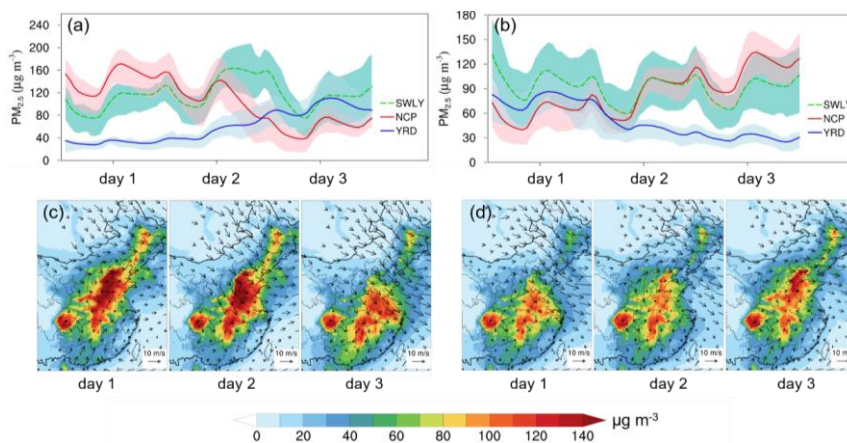 (a)
PM2.5 (µg m-3)
240
200
160
120
80
40
0
SWLY
NCP
YRD
day 1 day 2 day 3
(b)
PM2.5 (µg m-3)
180
150
120
90
60
30
0
SWLY
NCP
YRD
day 1 day 2 day 3
(c)
10 m/s 10 m/s 10 m/s
day 1 day 2 day 3
(d)
10 m/s 10 m/s 10 m/s
day 1 day 2 day 3
0 20 40 60 80 100 120 140 µg m-3